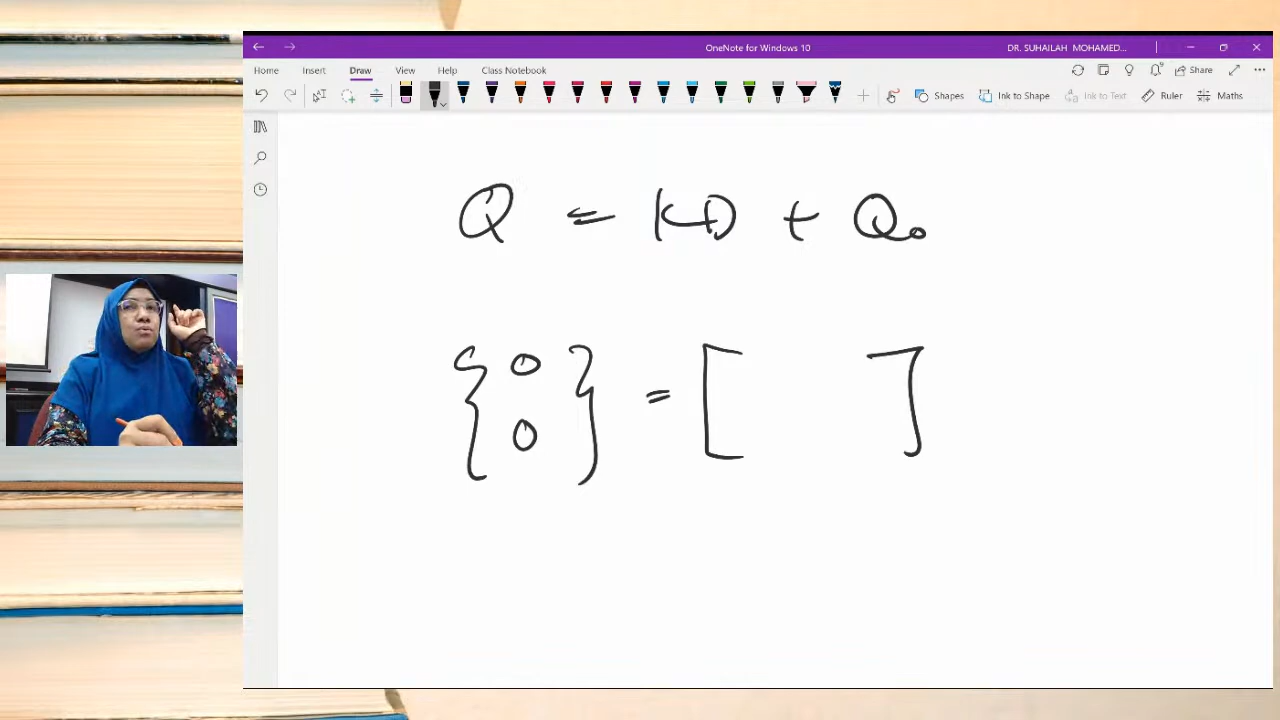 OneNote for Windows 10
DR. SUHAILAH MOHAMED...
Home Insert Draw View Help Class Notebook
Share
Shapes Ink to Shape Ink to Text Ruler Maths
Q = KD + Q₀
{ 0 } = [ ]
{ 0 }